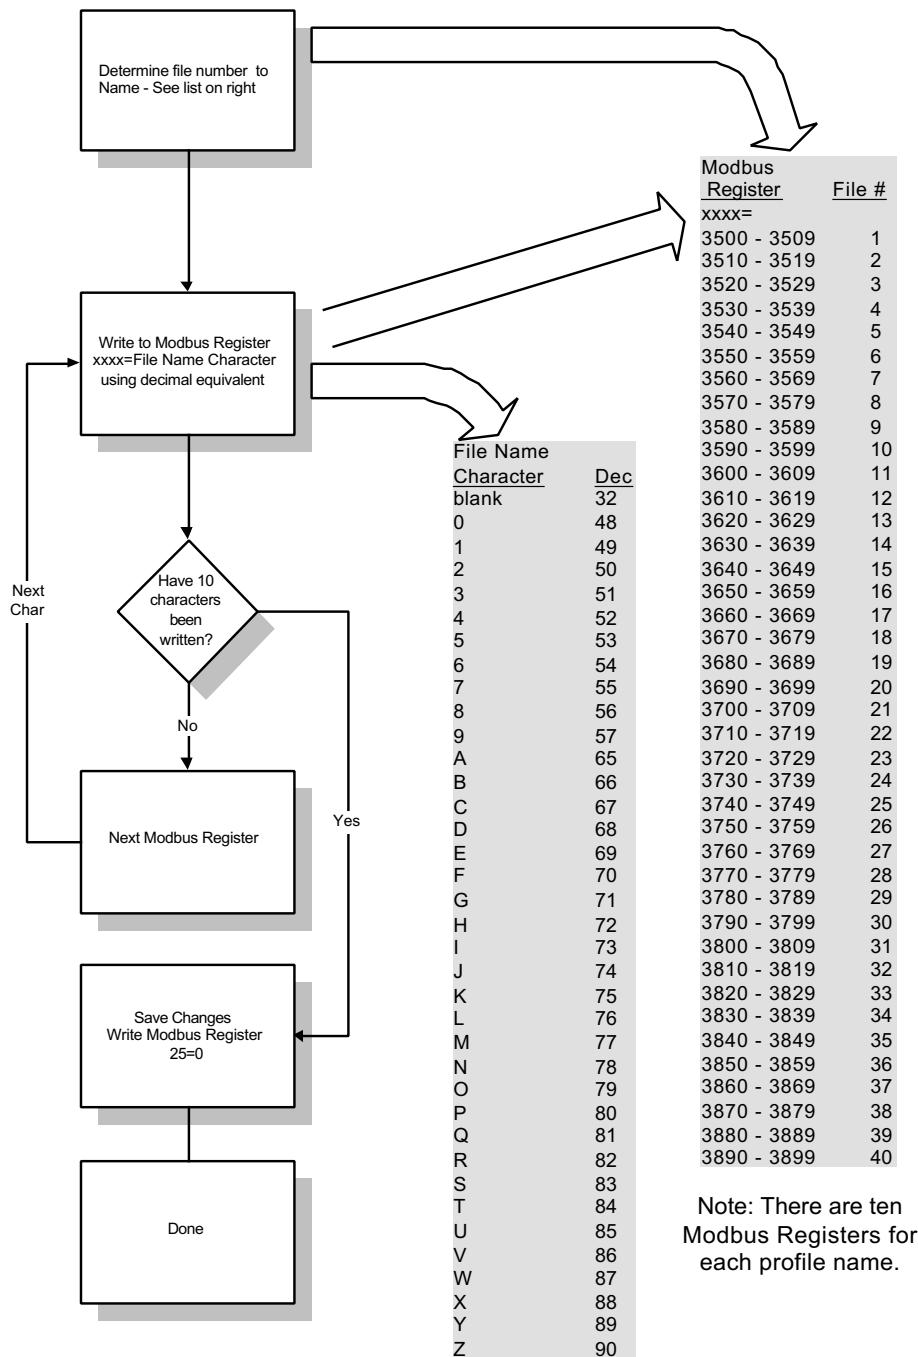 Determine file number to
Name - See list on right
Write to Modbus Register
xxxx=File Name Character
using decimal equivalent
Have 10
characters
been
written?
Next
Char
No
Yes
Next Modbus Register
Save Changes
Write Modbus Register
25=0
Done
File Name
Character Dec
blank 32
0 48
1 49
2 50
3 51
4 52
5 53
6 54
7 55
8 56
9 57
A 65
B 66
C 67
D 68
E 69
F 70
G 71
H 72
I 73
J 74
K 75
L 76
M 77
N 78
O 79
P 80
Q 81
R 82
S 83
T 84
U 85
V 86
W 87
X 88
Y 89
Z 90
Modbus
Register File #
xxxx=
3500 - 3509 1
3510 - 3519 2
3520 - 3529 3
3530 - 3539 4
3540 - 3549 5
3550 - 3559 6
3560 - 3569 7
3570 - 3579 8
3580 - 3589 9
3590 - 3599 10
3600 - 3609 11
3610 - 3619 12
3620 - 3629 13
3630 - 3639 14
3640 - 3649 15
3650 - 3659 16
3660 - 3669 17
3670 - 3679 18
3680 - 3689 19
3690 - 3699 20
3700 - 3709 21
3710 - 3719 22
3720 - 3729 23
3730 - 3739 24
3740 - 3749 25
3750 - 3759 26
3760 - 3769 27
3770 - 3779 28
3780 - 3789 29
3790 - 3799 30
3800 - 3809 31
3810 - 3819 32
3820 - 3829 33
3830 - 3839 34
3840 - 3849 35
3850 - 3859 36
3860 - 3869 37
3870 - 3879 38
3880 - 3889 39
3890 - 3899 40
Note: There are ten
Modbus Registers for
each profile name.